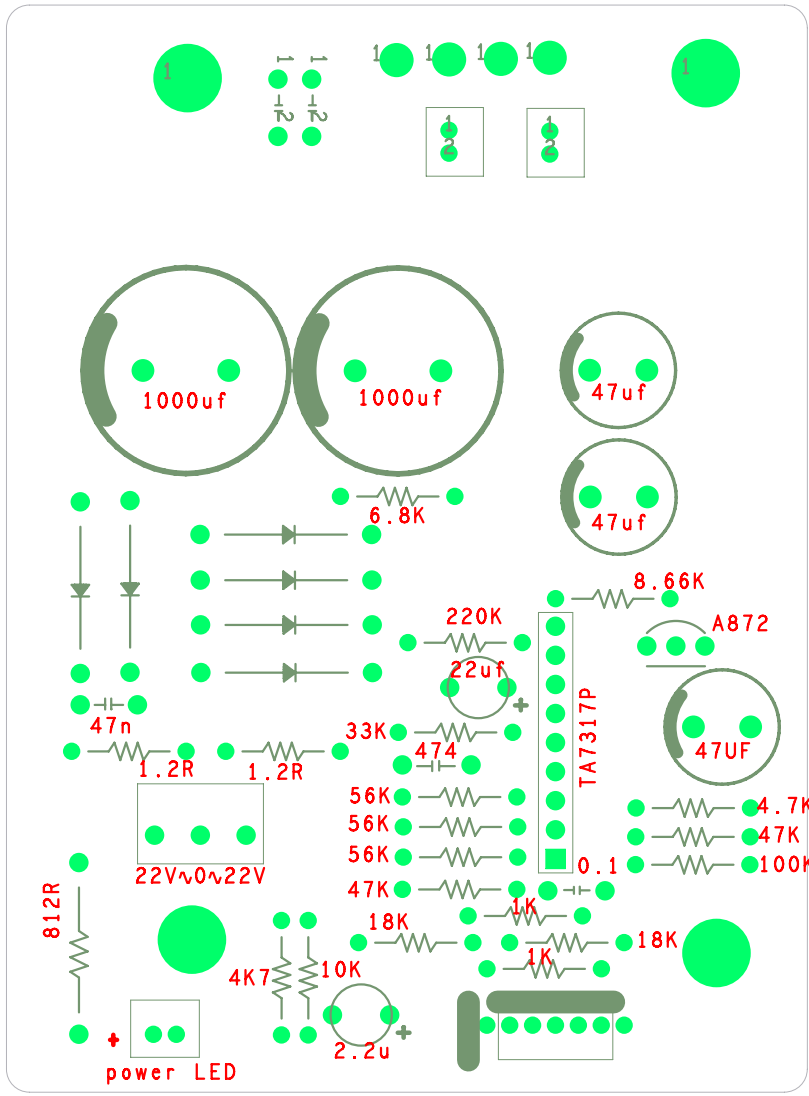 1 1 1 1 1 1
1 1
2 2
1 1
2 2
1000uf 1000uf 47uf
6.8K 47uf
8.66K
220K A872
22uf
TA7317P
47n 33K
474 47UF
1.2R 1.2R
56K 4.7K
56K 47K
56K 100K
22V∿0∿22V 0.1
47K
812R 1K
18K 18K
4K7 10K 1K
+ 2.2u
power LED